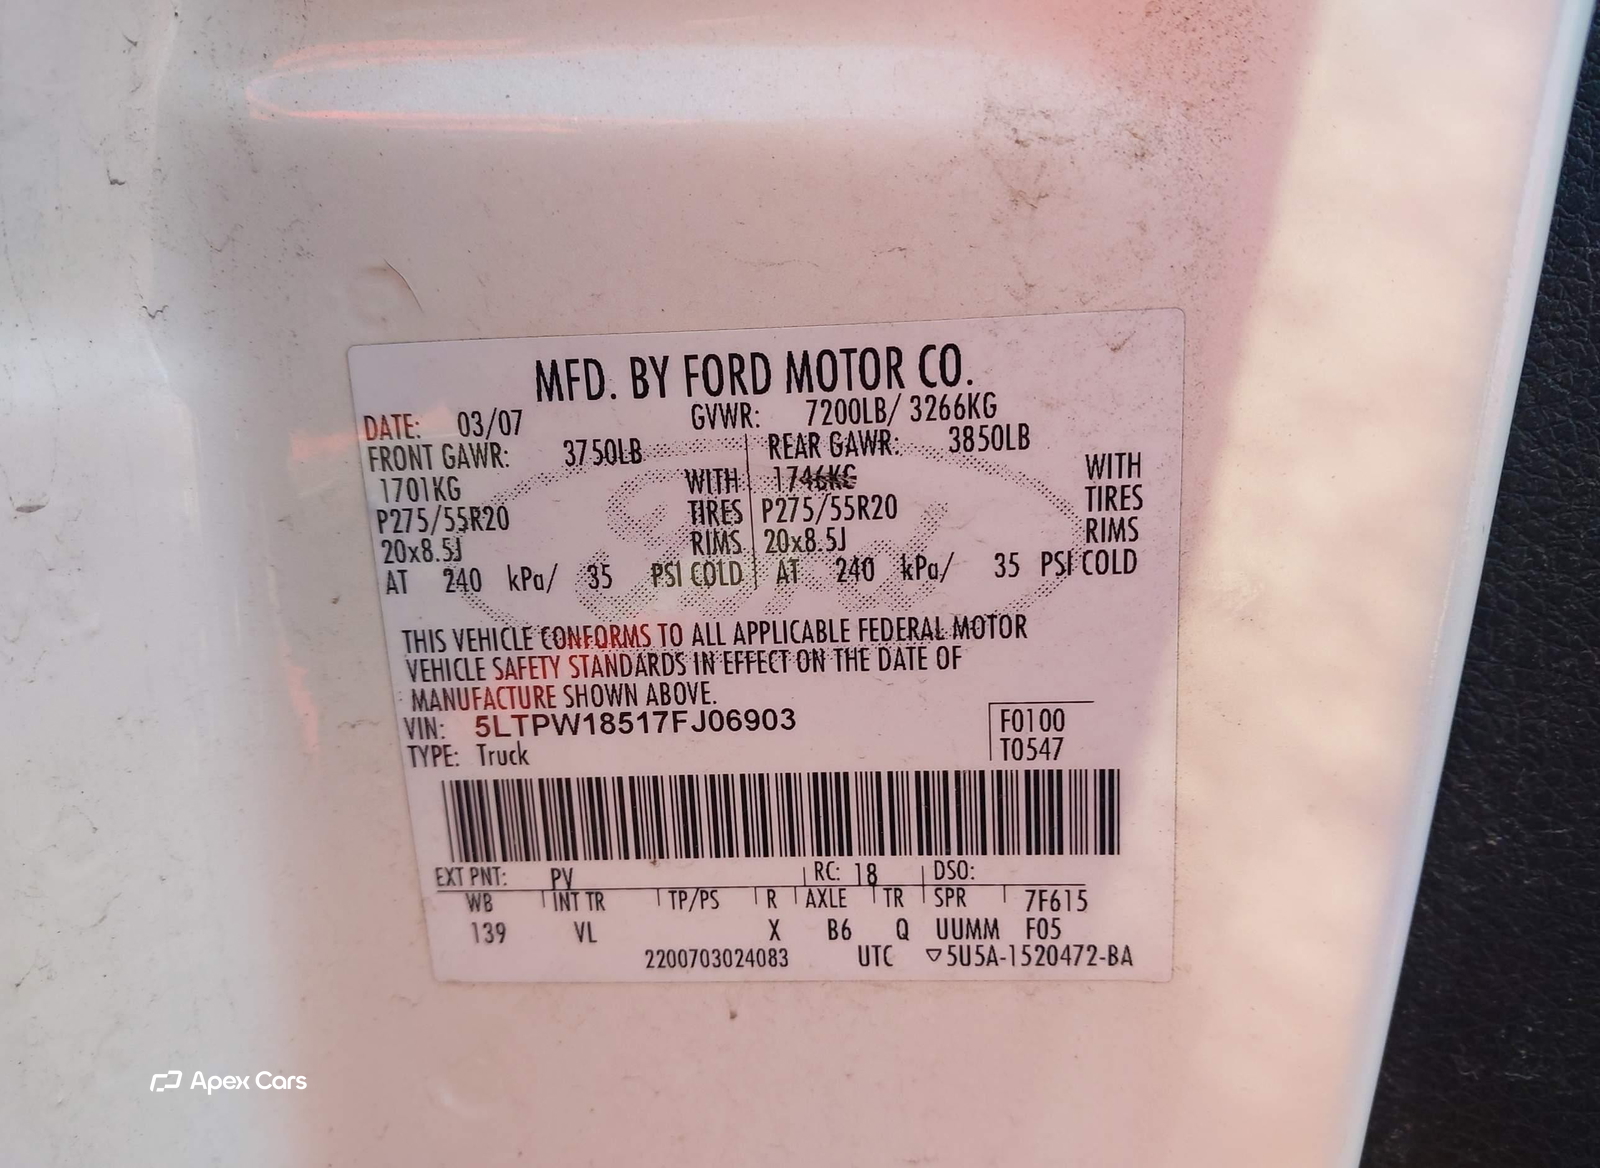 MFD. BY FORD MOTOR CO.
DATE: 03/07 GVWR: 7200LB/ 3266KG
FRONT GAWR: 3750LB REAR GAWR: 3850LB
1701KG WITH 1746KG WITH
P275/55R20 TIRES P275/55R20 TIRES
20x8.5J RIMS 20x8.5J RIMS
AT 240 kPa/ 35 PSI COLD AT 240 kPa/ 35 PSI COLD
THIS VEHICLE CONFORMS TO ALL APPLICABLE FEDERAL MOTOR
VEHICLE SAFETY STANDARDS IN EFFECT ON THE DATE OF
MANUFACTURE SHOWN ABOVE.
VIN: 5LTPW18517FJ06903 F0100
TYPE: Truck T0547
EXT PNT: PV RC: 18 DSO:
WB INT TR TP/PS R AXLE TR SPR 7F615
139 VL X B6 Q UUMM F05
2200703024083 UTC ▽5U5A-1520472-BA
Apex Cars